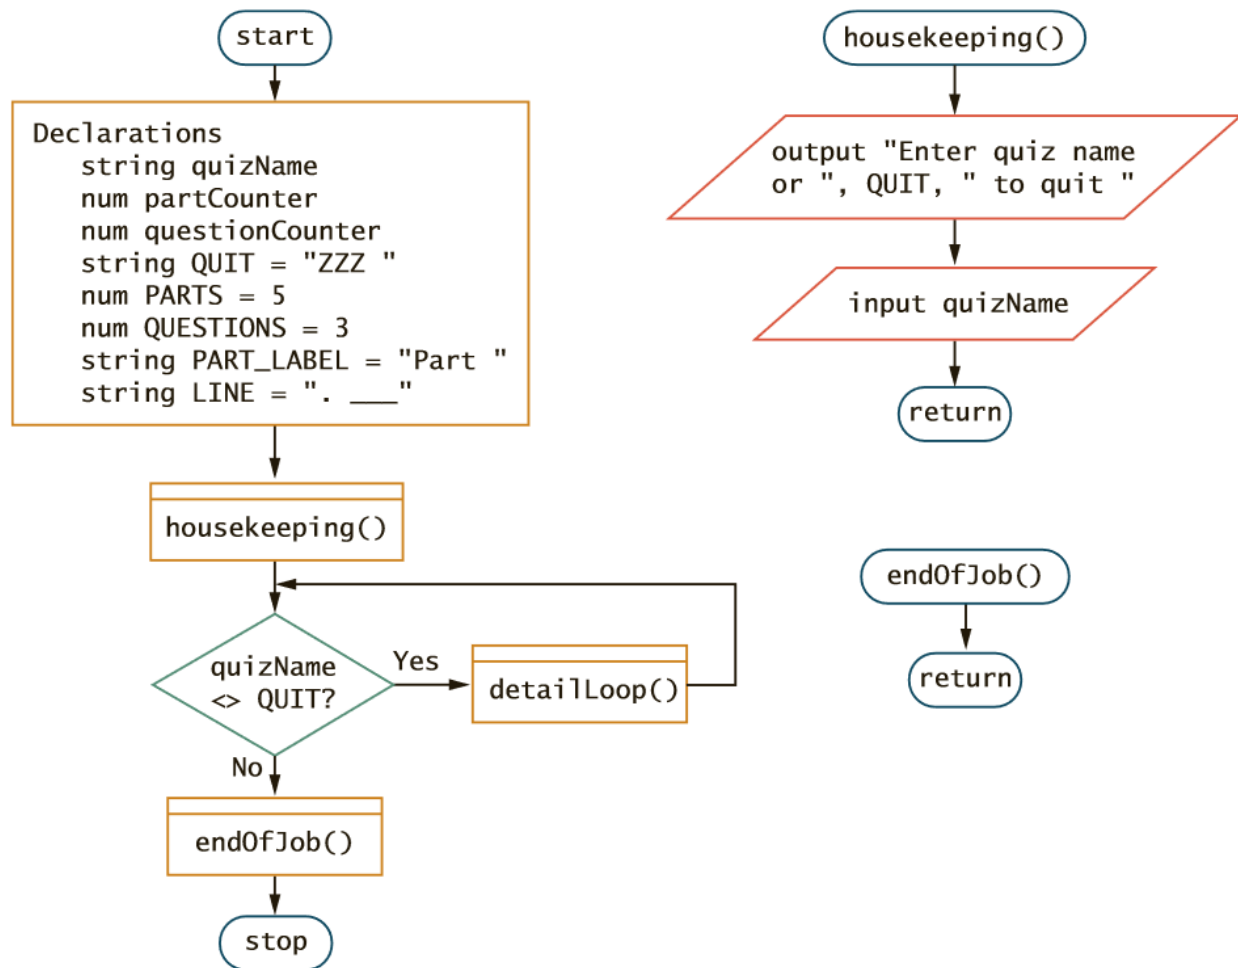 start
Declarations
string quizName
num partCounter
num questionCounter
string QUIT = "ZZZ "
num PARTS = 5
num QUESTIONS = 3
string PART_LABEL = "Part "
string LINE = ". ___"
housekeeping()
quizName
<> QUIT?
Yes
detailLoop()
No
endOfJob()
stop
housekeeping()
output "Enter quiz name
or ", QUIT, " to quit "
input quizName
return
endOfJob()
return